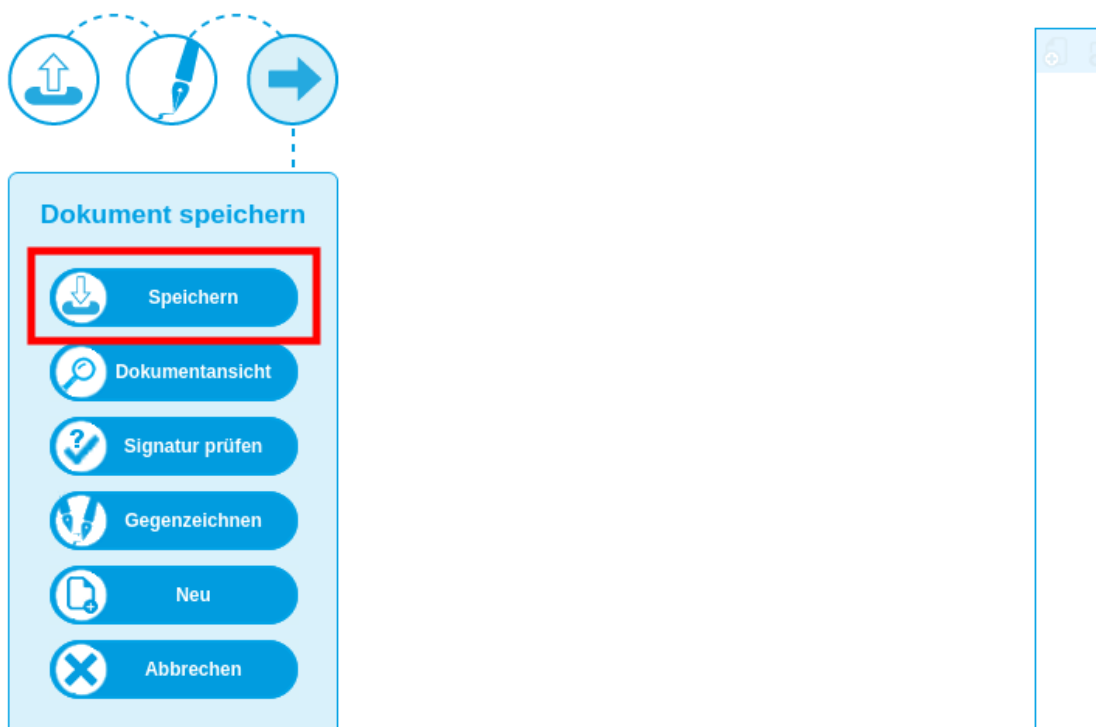 Dokument speichern
Speichern
Dokumentansicht
Signatur prüfen
Gegenzeichnen
Neu
Abbrechen